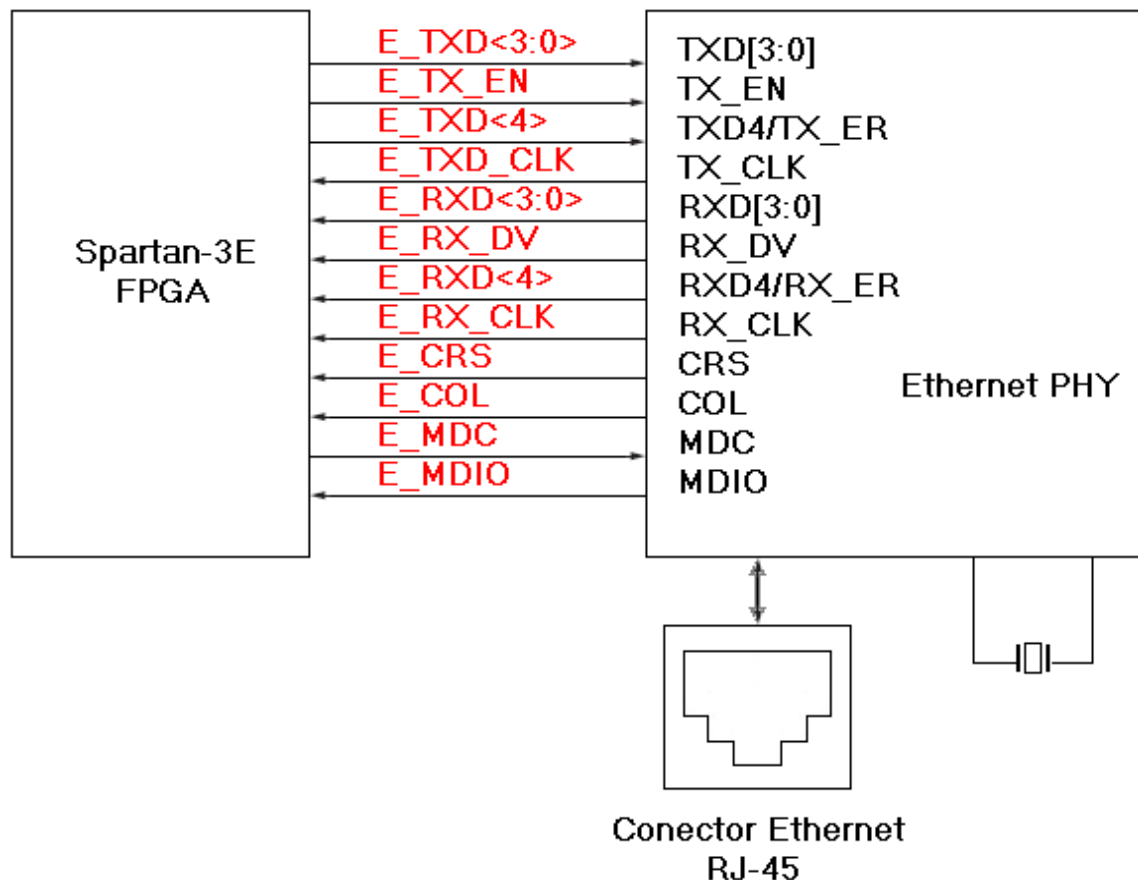 E_TXD<3:0>
E_TX_EN
E_TXD<4>
E_TXD_CLK
E_RXD<3:0>
E_RX_DV
E_RXD<4>
E_RX_CLK
E_CRS
E_COL
E_MDC
E_MDIO
Spartan-3E
FPGA
TXD[3:0]
TX_EN
TXD4/TX_ER
TX_CLK
RXD[3:0]
RX_DV
RXD4/RX_ER
RX_CLK
CRS
COL
MDC
MDIO
Ethernet PHY
Conector Ethernet
RJ-45